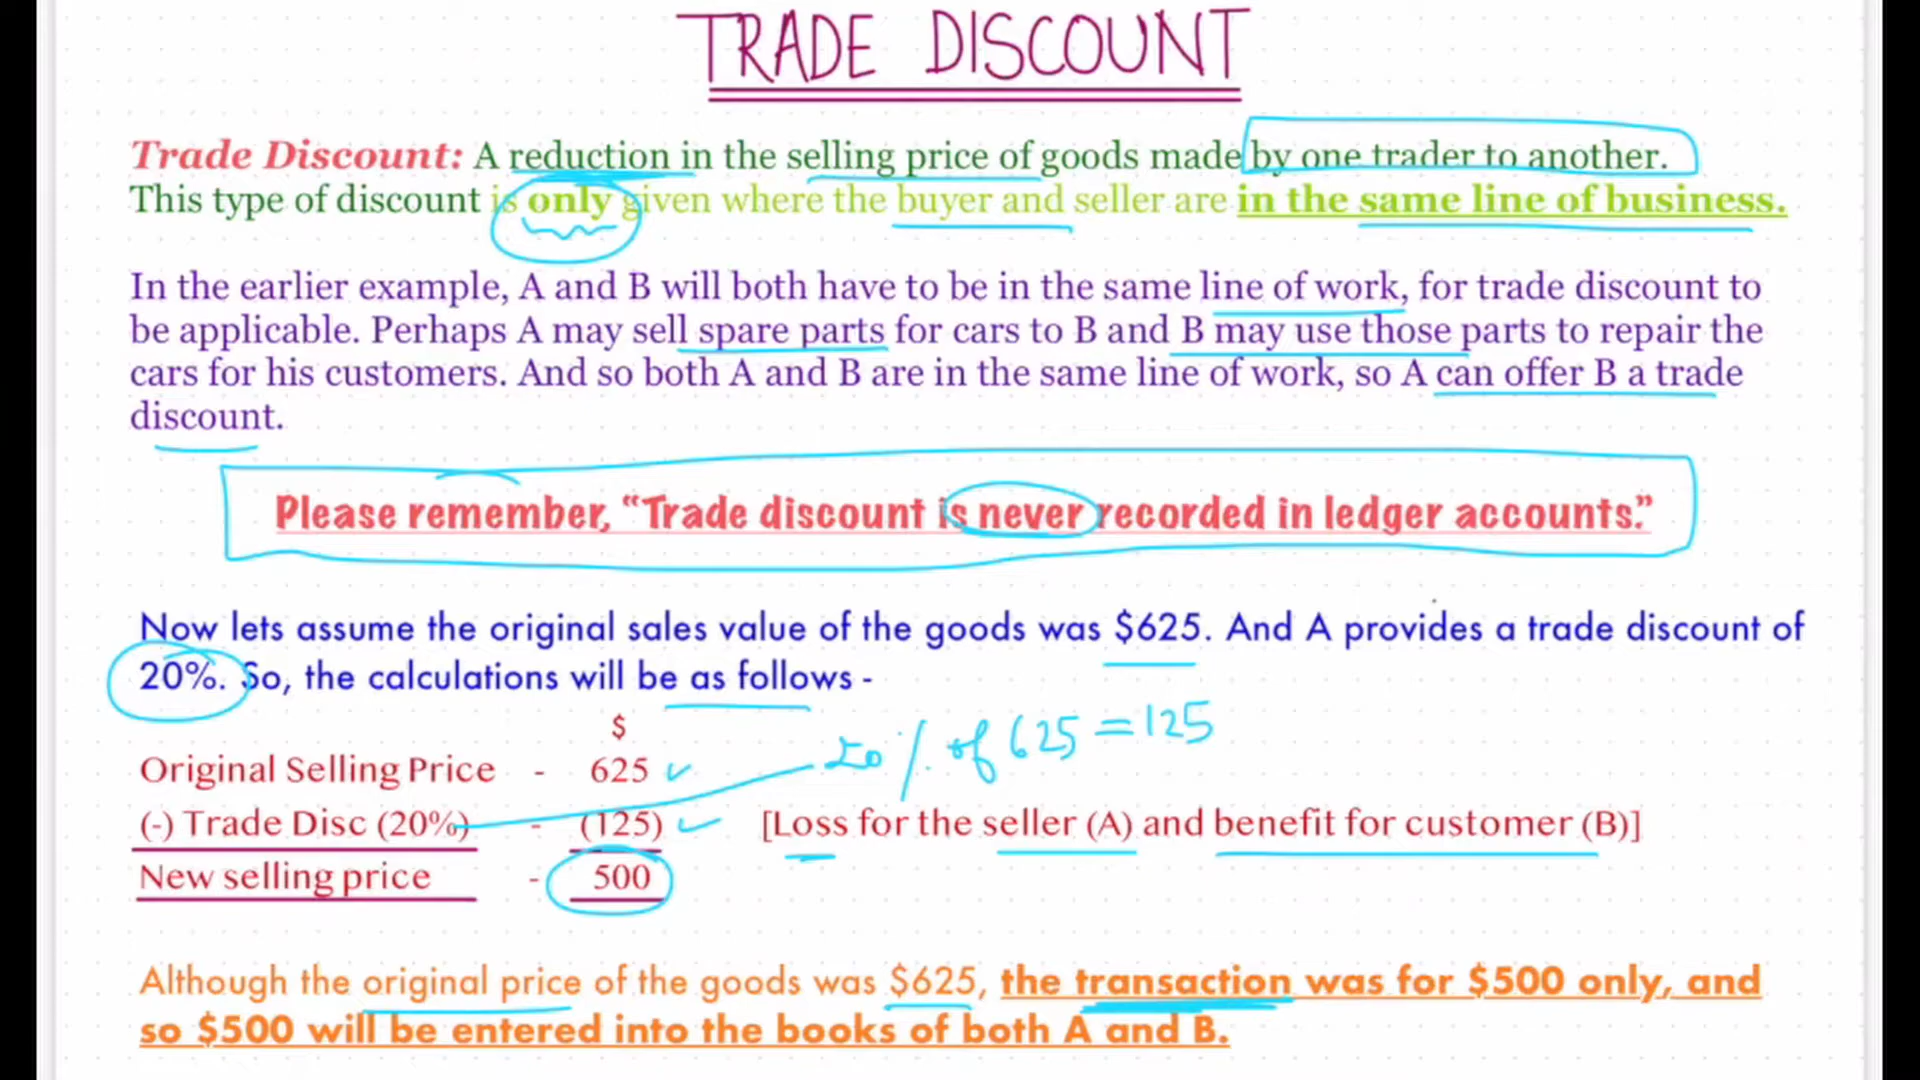 TRADE DISCOUNT
Trade Discount: A reduction in the selling price of goods made by one trader to another.
This type of discount is only given where the buyer and seller are in the same line of business.
In the earlier example, A and B will both have to be in the same line of work, for trade discount to
be applicable. Perhaps A may sell spare parts for cars to B and B may use those parts to repair the
cars for his customers. And so both A and B are in the same line of work, so A can offer B a trade
discount.
Please remember, “Trade discount is never recorded in ledger accounts.”
Now lets assume the original sales value of the goods was $625. And A provides a trade discount of
20%. So, the calculations will be as follows -
$
20% of 625 = 125
Original Selling Price - 625
(-) Trade Disc (20%) - (125) [Loss for the seller (A) and benefit for customer (B)]
New selling price - 500
Although the original price of the goods was $625, the transaction was for $500 only, and
so $500 will be entered into the books of both A and B.